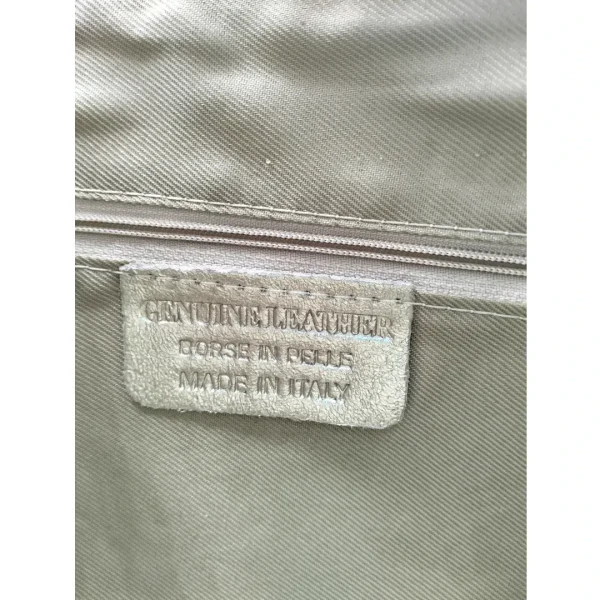 GENUINE LEATHER
BORSE IN PELLE
MADE IN ITALY